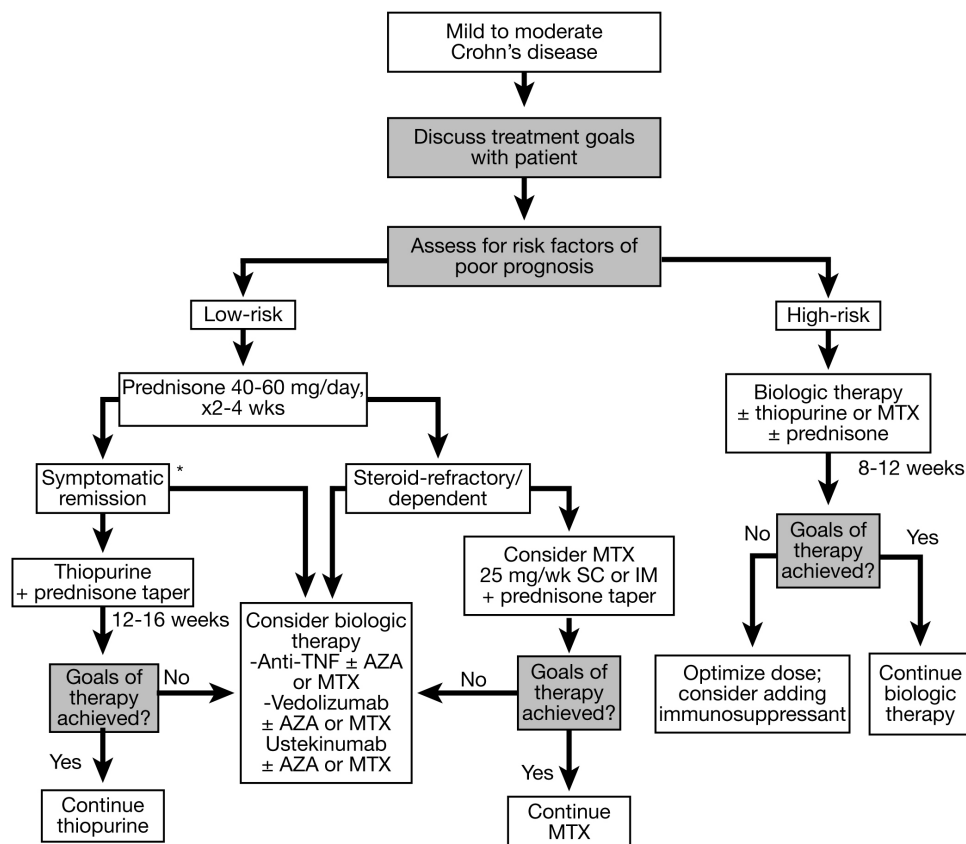 Mild to moderate
Crohn’s disease
Discuss treatment goals
with patient
Assess for risk factors of
poor prognosis
Low-risk
High-risk
Prednisone 40-60 mg/day,
x2-4 wks
Biologic therapy
± thiopurine or MTX
± prednisone
8-12 weeks
Symptomatic
remission
*
Steroid-refractory/
dependent
Goals of
therapy
achieved?
No
Yes
Thiopurine
+ prednisone taper
12-16 weeks
Consider MTX
25 mg/wk SC or IM
+ prednisone taper
Consider biologic
therapy
-Anti-TNF ± AZA
or MTX
-Vedolizumab
± AZA or MTX
Ustekinumab
± AZA or MTX
Goals of
therapy
achieved?
No
Yes
Goals of
therapy
achieved?
No
Yes
Optimize dose;
consider adding
immunosuppressant
Continue
biologic
therapy
Continue
thiopurine
Continue
MTX